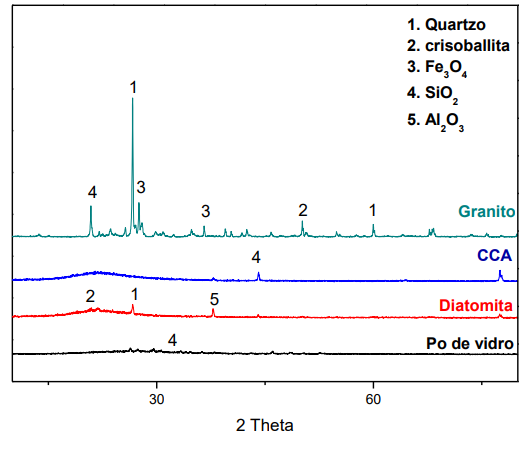 1. Quartzo
2. crisoballita
3. Fe3O4
4. SiO2
5. Al2O3
1
4
3
3
2
1
Granito
4
CCA
2
1
5
Diatomita
4
Po de vidro
30
60
2 Theta